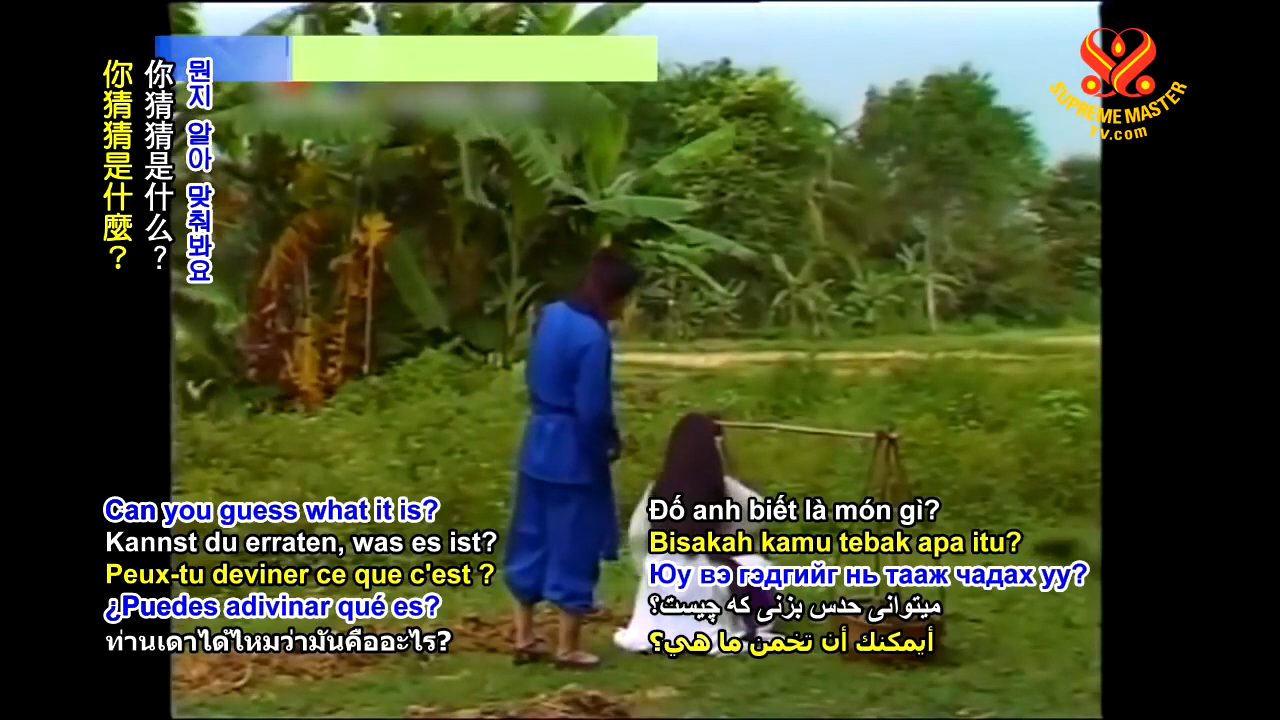 你猜猜是什麼？
你猜猜是什么？
뭔지 알아 맞춰봐요
SUPREME MASTER
TV.com
Can you guess what it is?
Kannst du erraten, was es ist?
Peux-tu deviner ce que c'est ?
¿Puedes adivinar qué es?
ท่านเดาได้ไหมว่ามันคืออะไร?
Đố anh biết là món gì?
Bisakah kamu tebak apa itu?
Юу вэ гэдгийг нь тааж чадах уу?
میتوانی حدس بزنی که چیست؟
أيمكنك أن تخمن ما هي؟